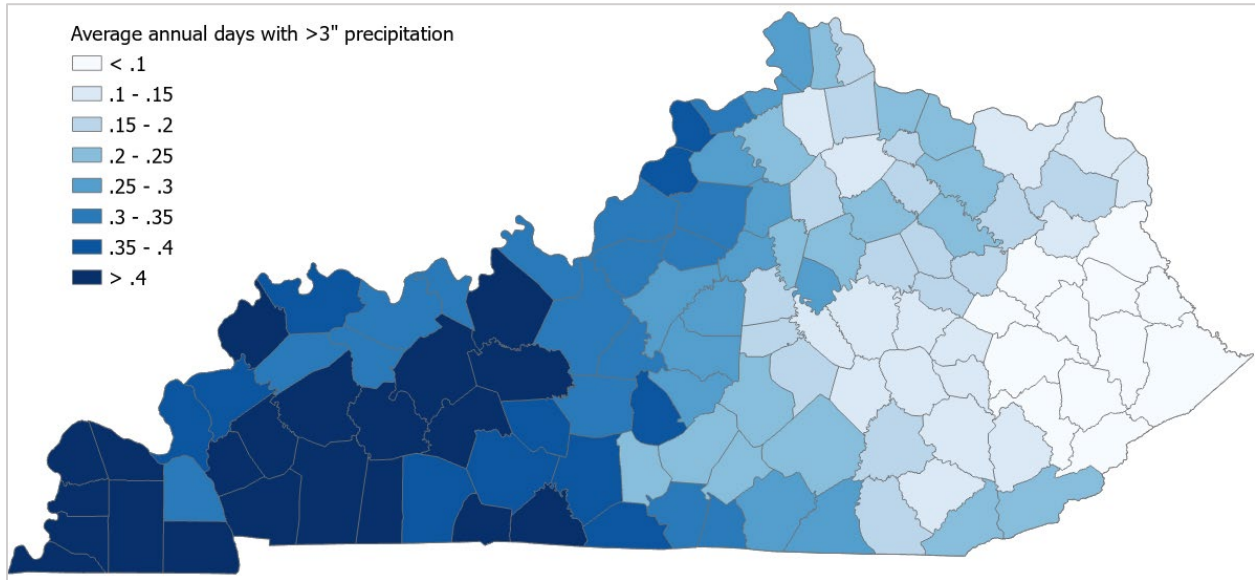 Average annual days with >3" precipitation
< .1
.1 - .15
.15 - .2
.2 - .25
.25 - .3
.3 - .35
.35 - .4
> .4